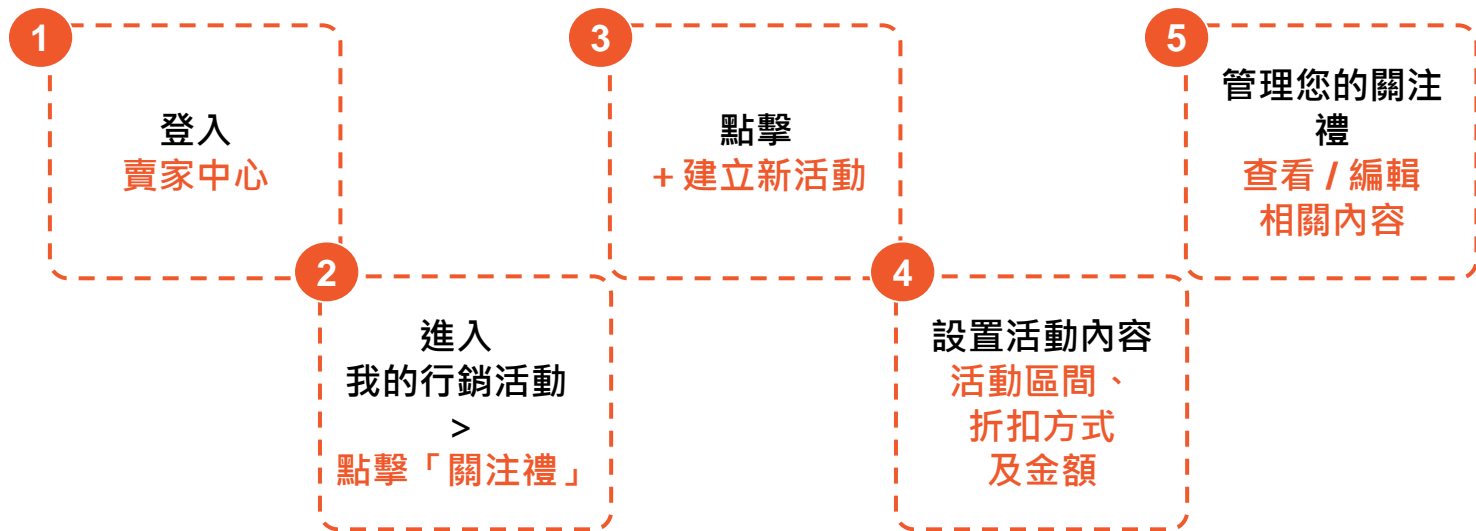 1
登入
賣家中心
2
進入
我的行銷活動
>
點擊「關注禮」
3
點擊
+ 建立新活動
4
設置活動內容
活動區間、
折扣方式
及金額
5
管理您的關注
禮
查看 / 編輯
相關內容